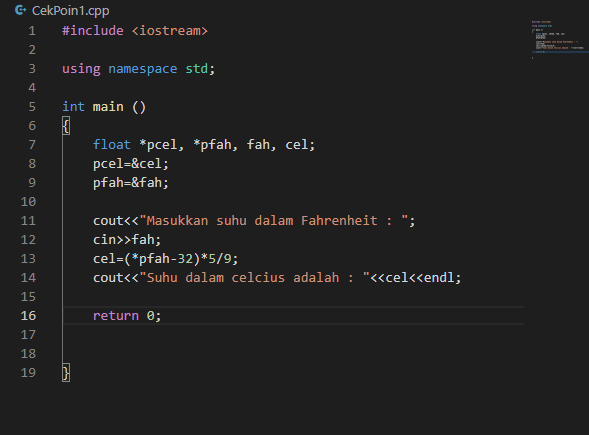 CekPoin1.cpp
1 #include <iostream>
2
3 using namespace std;
4
5 int main ()
6 {
7 float *pcel, *pfah, fah, cel;
8 pcel=&cel;
9 pfah=&fah;
10
11 cout<<"Masukkan suhu dalam Fahrenheit : ";
12 cin>>fah;
13 cel=(*pfah-32)*5/9;
14 cout<<"Suhu dalam celcius adalah : "<<cel<<endl;
15
16 return 0;
17
18
19 }